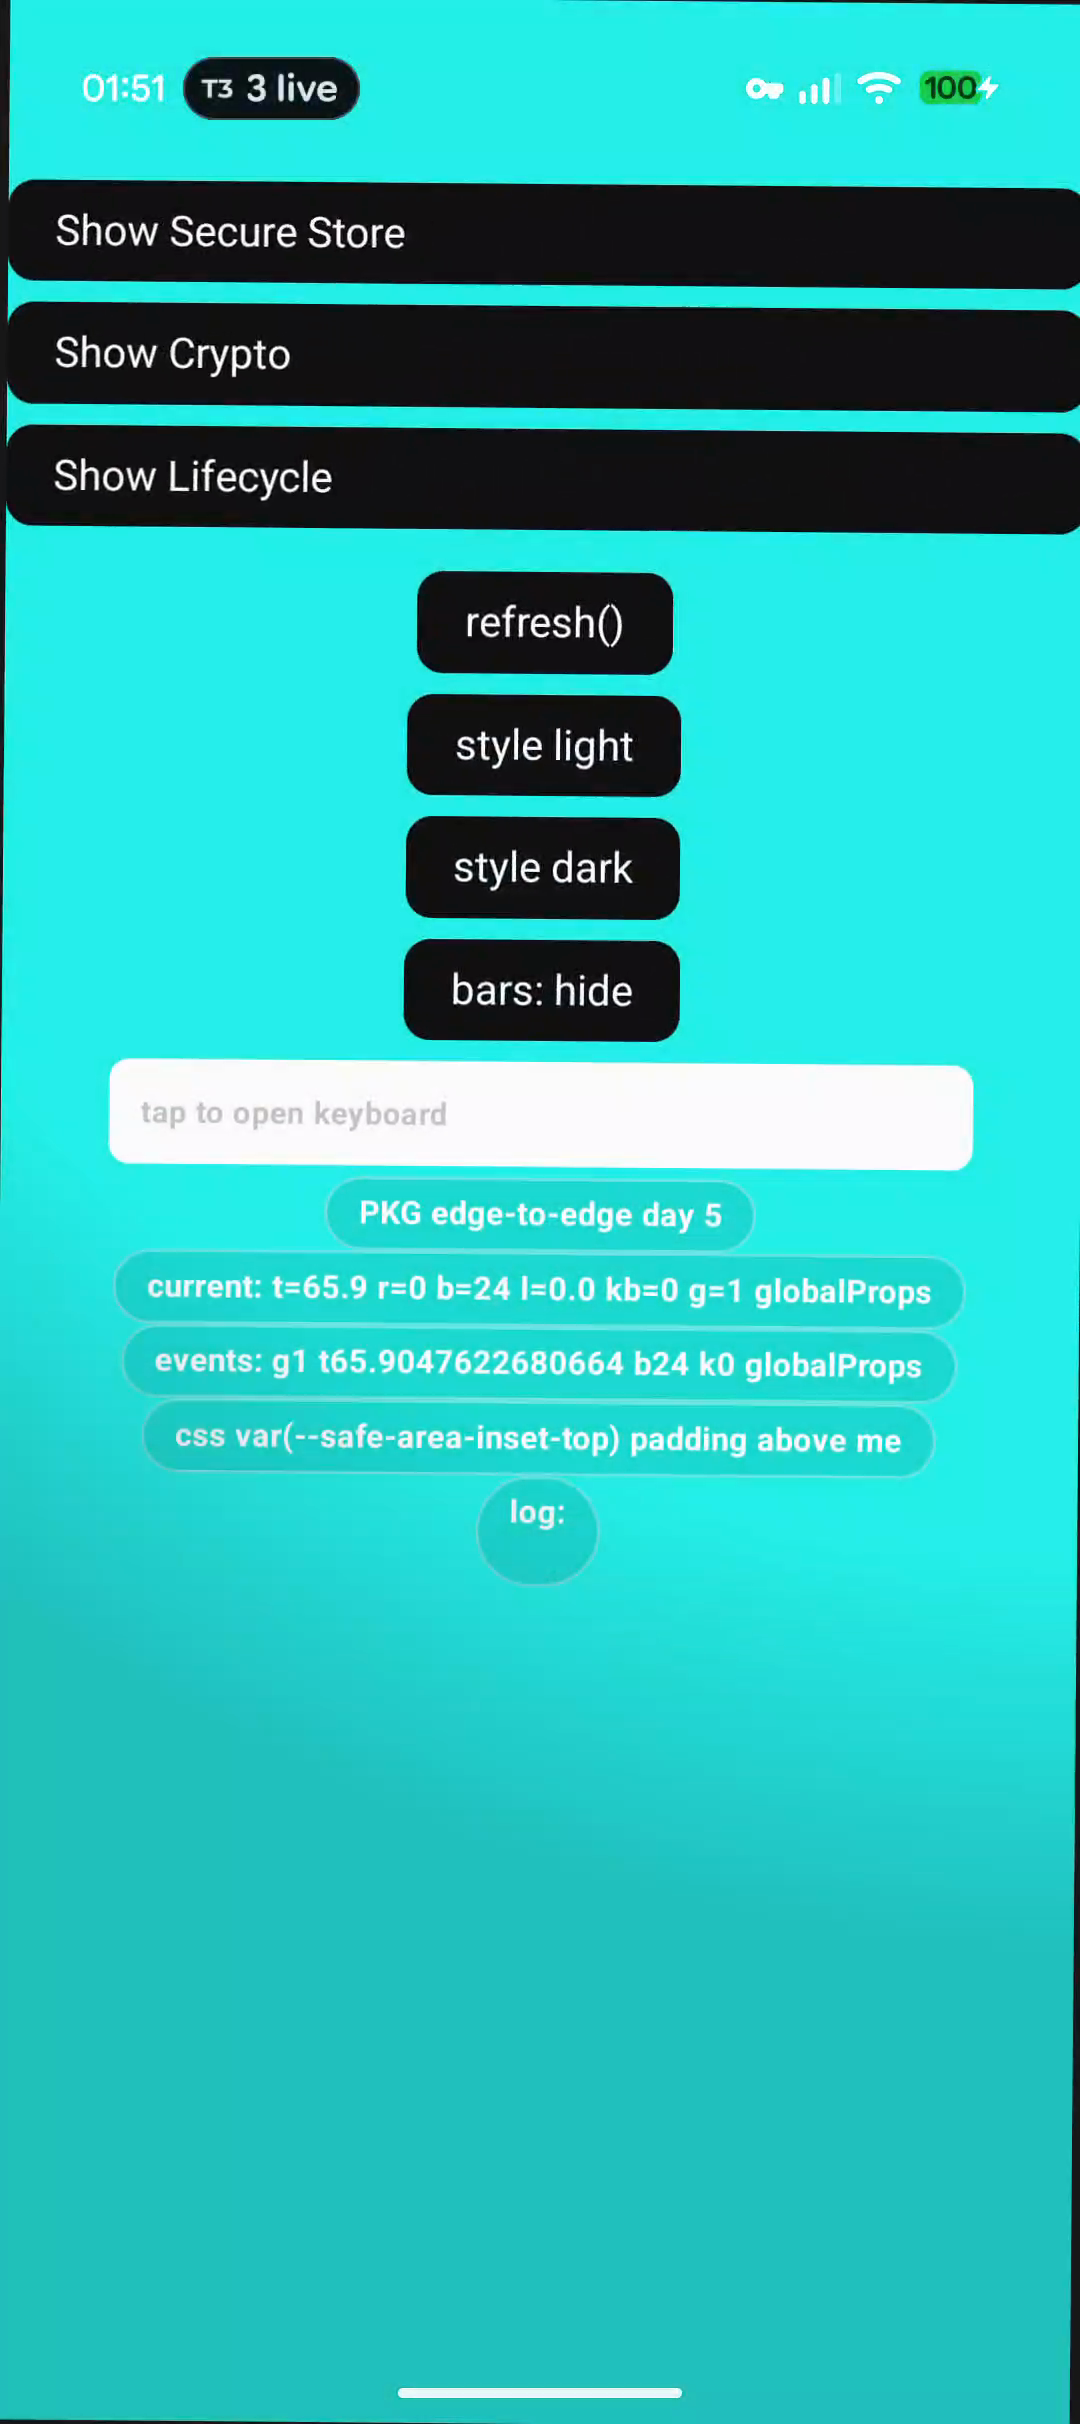 01:51 T3 3 live 100
Show Secure Store
Show Crypto
Show Lifecycle
refresh()
style light
style dark
bars: hide
tap to open keyboard
PKG edge-to-edge day 5
current: t=65.9 r=0 b=24 l=0.0 kb=0 g=1 globalProps
events: g1 t65.9047622680664 b24 k0 globalProps
css var(--safe-area-inset-top) padding above me
log: